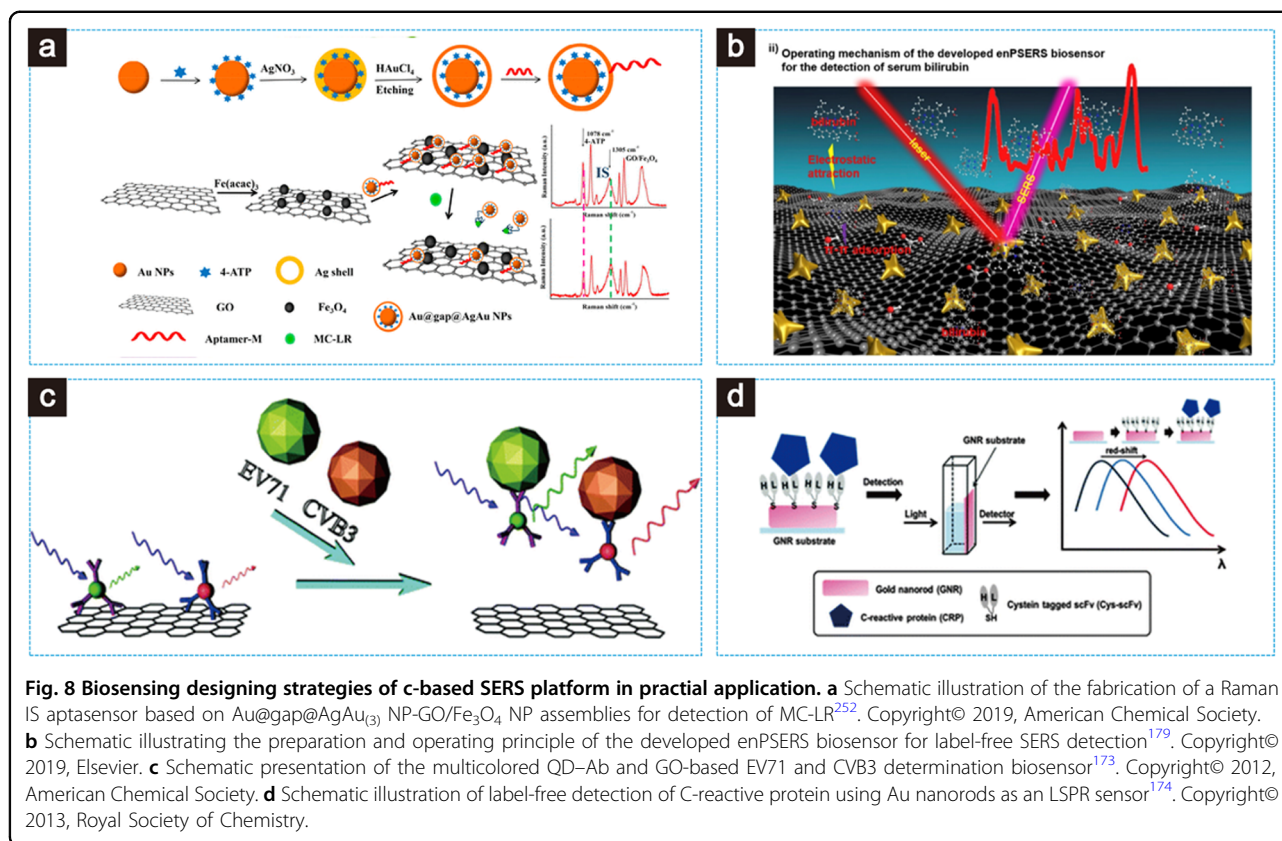 a
AgNO₃
HAuCl₄
Etching
Fe(acac)₃
1078 cm⁻¹
4-ATP
1305 cm⁻¹
GO/Fe₃O₄
IS
Raman Intensity (a.u.)
Raman shift (cm⁻¹)
Raman Intensity (a.u.)
Raman shift (cm⁻¹)
Au NPs
4-ATP
Ag shell
GO
Fe₃O₄
Au@gap@AgAu NPs
Aptamer-M
MC-LR
b
ii) Operating mechanism of the developed enPSERS biosensor
for the detection of serum bilirubin
bilirubin
Electrostatic
attraction
laser
SERS
π-π adsorption
bilirubin
c
EV71
CVB3
d
H L H L H L H L
S S S S
GNR substrate
Detection
Light
GNR substrate
Detector
red-shift
λ
Gold nanorod (GNR)
C-reactive protein (CRP)
H L
SH
Cystein tagged scFv (Cys-scFv)
Fig. 8 Biosensing designing strategies of c-based SERS platform in practial application. a Schematic illustration of the fabrication of a Raman
IS aptasensor based on Au@gap@AgAu₍₃₎ NP-GO/Fe₃O₄ NP assemblies for detection of MC-LR²⁵². Copyright© 2019, American Chemical Society.
b Schematic illustrating the preparation and operating principle of the developed enPSERS biosensor for label-free SERS detection¹⁷⁹. Copyright©
2019, Elsevier. c Schematic presentation of the multicolored QD–Ab and GO-based EV71 and CVB3 determination biosensor¹⁷³. Copyright© 2012,
American Chemical Society. d Schematic illustration of label-free detection of C-reactive protein using Au nanorods as an LSPR sensor¹⁷⁴. Copyright©
2013, Royal Society of Chemistry.